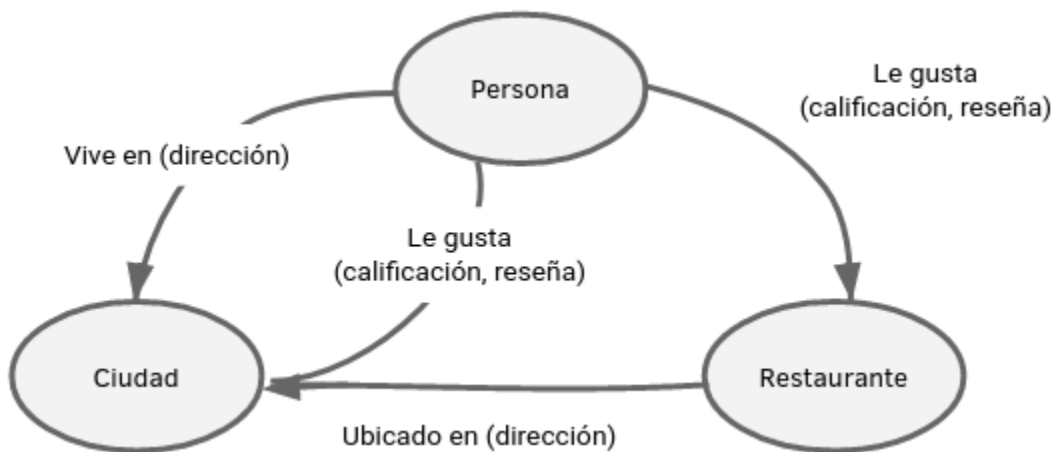 Persona
Le gusta
(calificación, reseña)
Vive en (dirección)
Le gusta
(calificación, reseña)
Ciudad
Restaurante
Ubicado en (dirección)